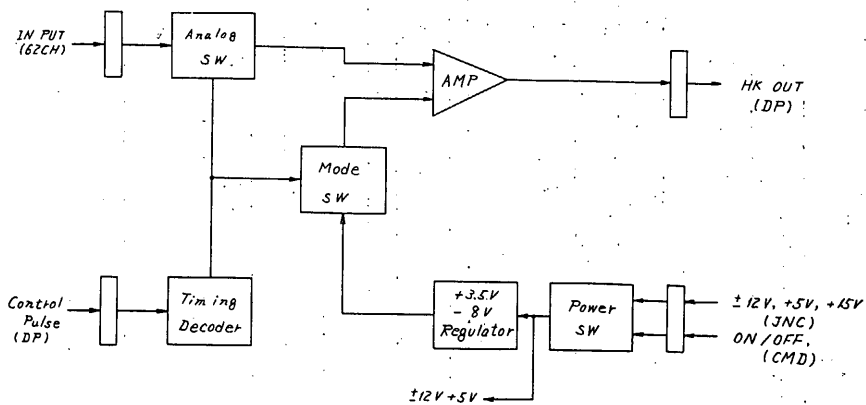 IN PUT
(62CH)
Analog
SW
AMP
HK OUT
(DP)
Mode
SW
Control
Pulse
(DP)
Timing
Decoder
+3.5V
- 8V
Regulator
Power
SW
±12V, +5V, +15V
(JNC)
ON/OFF,
(CMD)
±12V +5V